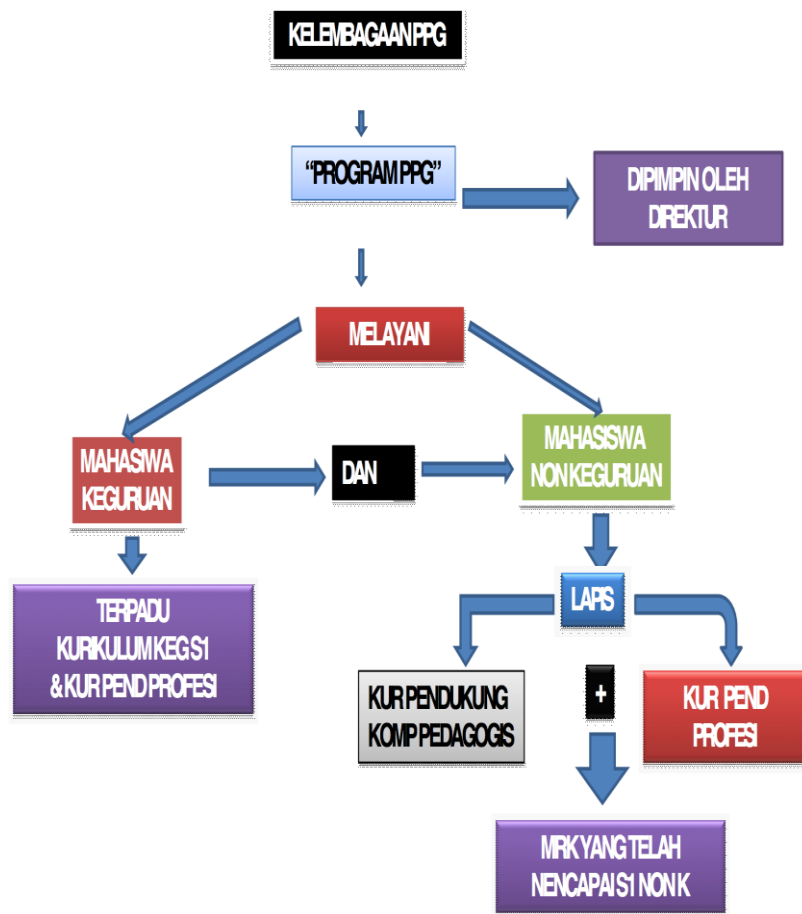 KELEMBAGAAN PPG
"PROGRAM PPG"
DIPIMPIN OLEH
DIREKTUR
MELAYANI
MAHASIWA
KEGURUAN
DAN
MAHASISWA
NON KEGURUAN
TERPADU
KURIKULUM KEG S1
& KUR PEND PROFESI
LAPIS
KUR PENDUKUNG
KOMP PEDAGOGIS
+
KUR PEND
PROFESI
MRK YANG TELAH
NENCAPAI S1 NON K